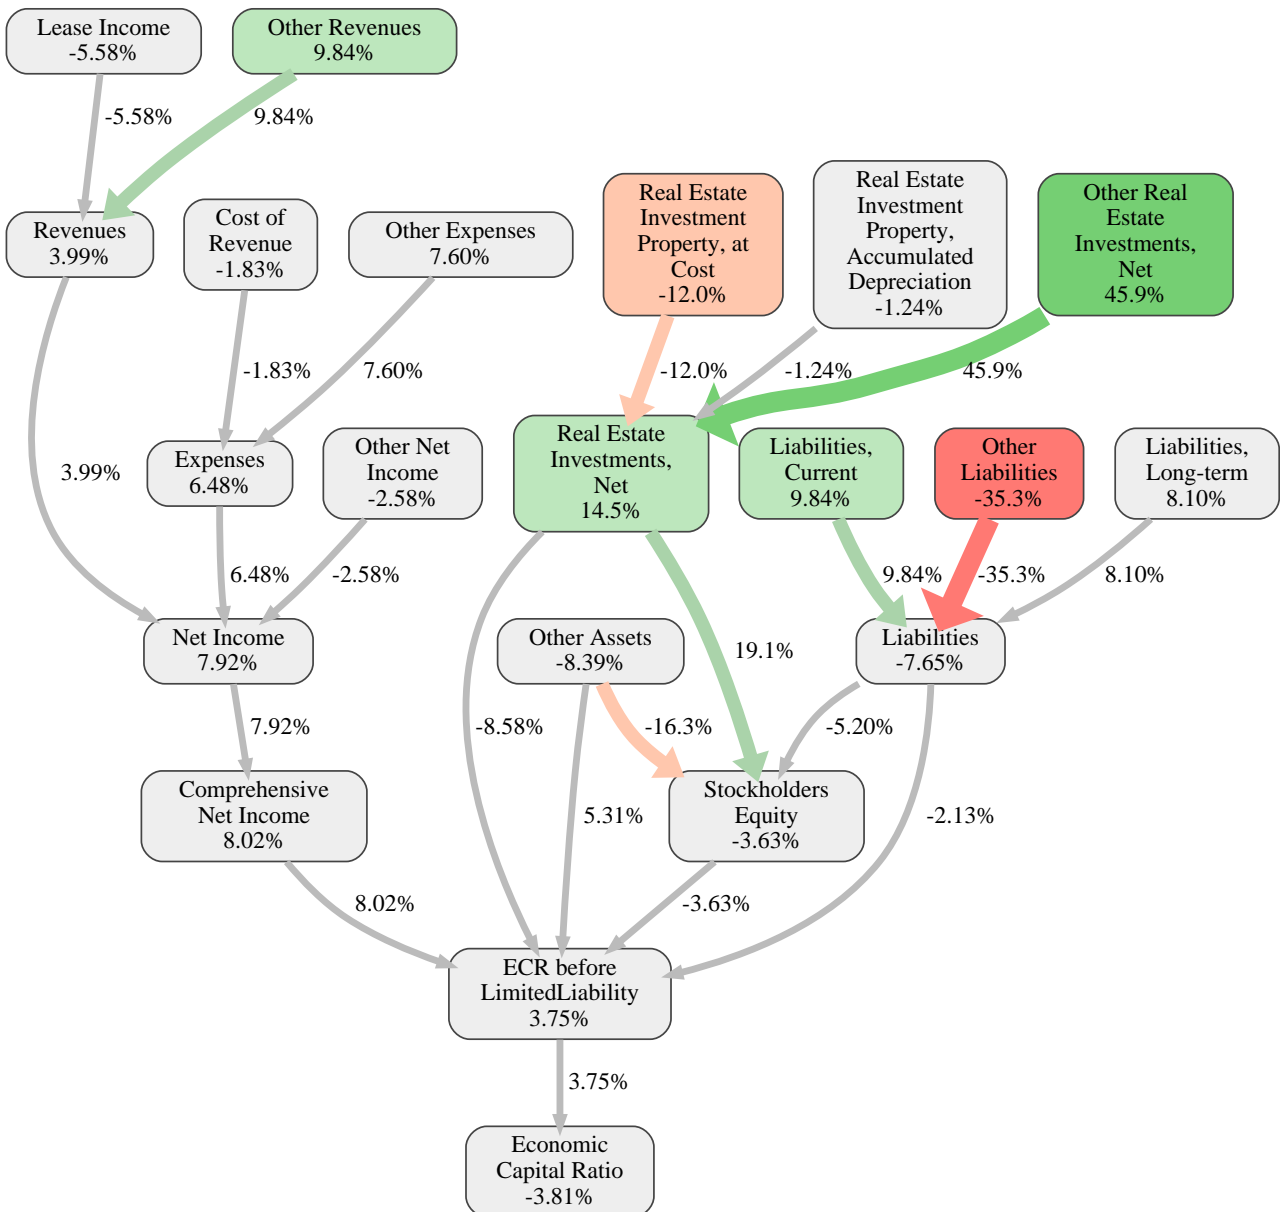 Lease Income
-5.58%
Other Revenues
9.84%
-5.58%
9.84%
Real Estate
Investment
Property, at
Cost
-12.0%
Real Estate
Investment
Property,
Accumulated
Depreciation
-1.24%
Other Real
Estate
Investments,
Net
45.9%
Revenues
3.99%
Cost of
Revenue
-1.83%
Other Expenses
7.60%
-1.83%
7.60%
-12.0%
-1.24%
45.9%
3.99%
Expenses
6.48%
Other Net
Income
-2.58%
Real Estate
Investments,
Net
14.5%
Liabilities,
Current
9.84%
Other
Liabilities
-35.3%
Liabilities,
Long-term
8.10%
6.48%
-2.58%
9.84%
-35.3%
8.10%
Net Income
7.92%
Other Assets
-8.39%
19.1%
Liabilities
-7.65%
7.92%
-8.58%
-16.3%
-5.20%
Comprehensive
Net Income
8.02%
5.31%
Stockholders
Equity
-3.63%
-2.13%
8.02%
-3.63%
ECR before
LimitedLiability
3.75%
3.75%
Economic
Capital Ratio
-3.81%